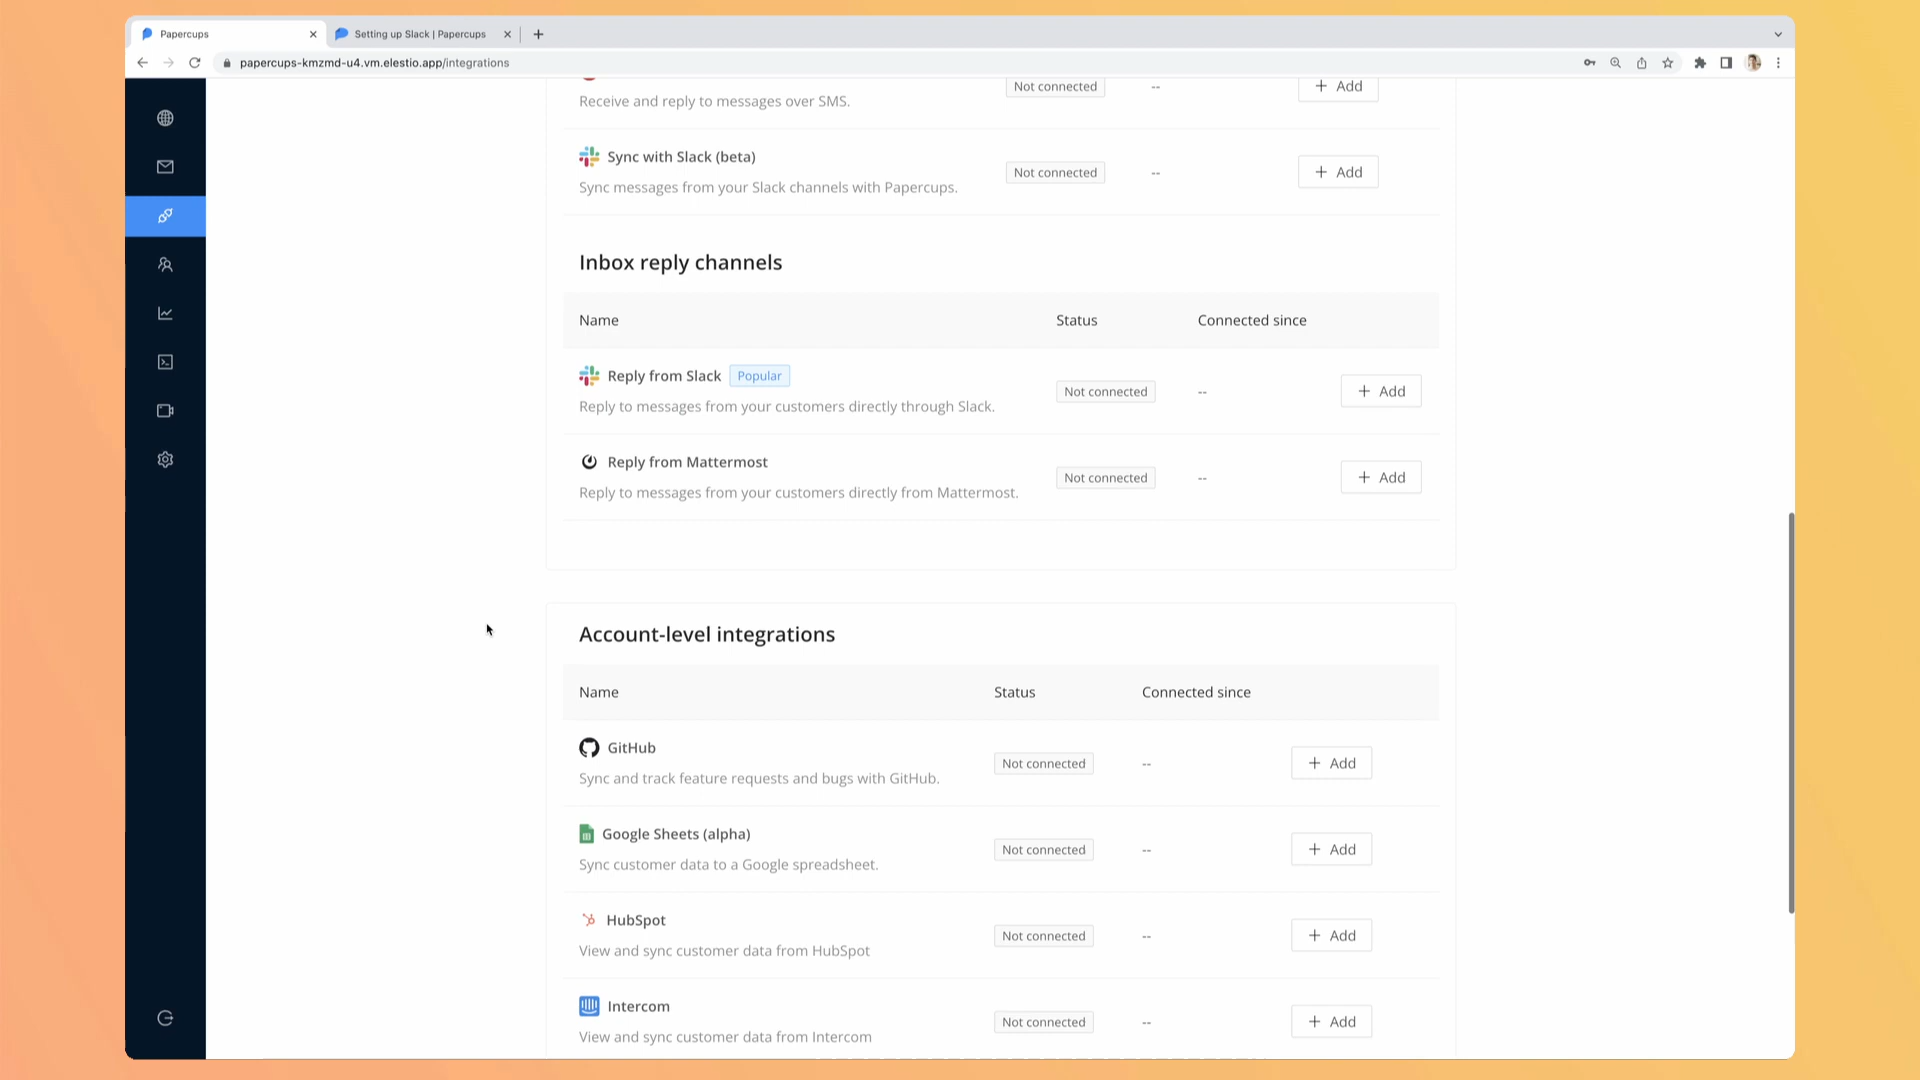 Papercups
Setting up Slack | Papercups
papercups-kmzmd-u4.vm.elestio.app/integrations
Receive and reply to messages over SMS.
Not connected
--
+ Add
Sync with Slack (beta)
Sync messages from your Slack channels with Papercups.
Not connected
--
+ Add
Inbox reply channels
Name Status Connected since
Reply from Slack Popular
Reply to messages from your customers directly through Slack.
Not connected
--
+ Add
Reply from Mattermost
Reply to messages from your customers directly from Mattermost.
Not connected
--
+ Add
Account-level integrations
Name Status Connected since
GitHub
Sync and track feature requests and bugs with GitHub.
Not connected
--
+ Add
Google Sheets (alpha)
Sync customer data to a Google spreadsheet.
Not connected
--
+ Add
HubSpot
View and sync customer data from HubSpot
Not connected
--
+ Add
Intercom
View and sync customer data from Intercom
Not connected
--
+ Add